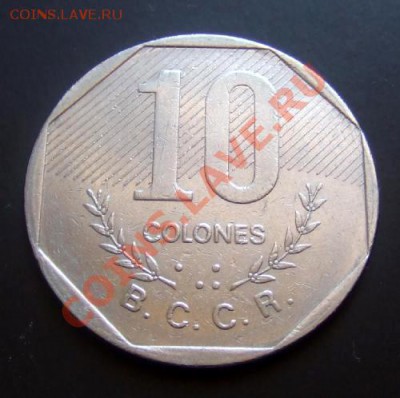 COINS.LAVE.RU
10
COLONES
B. C. C. R.
COINS.LAVE.RU